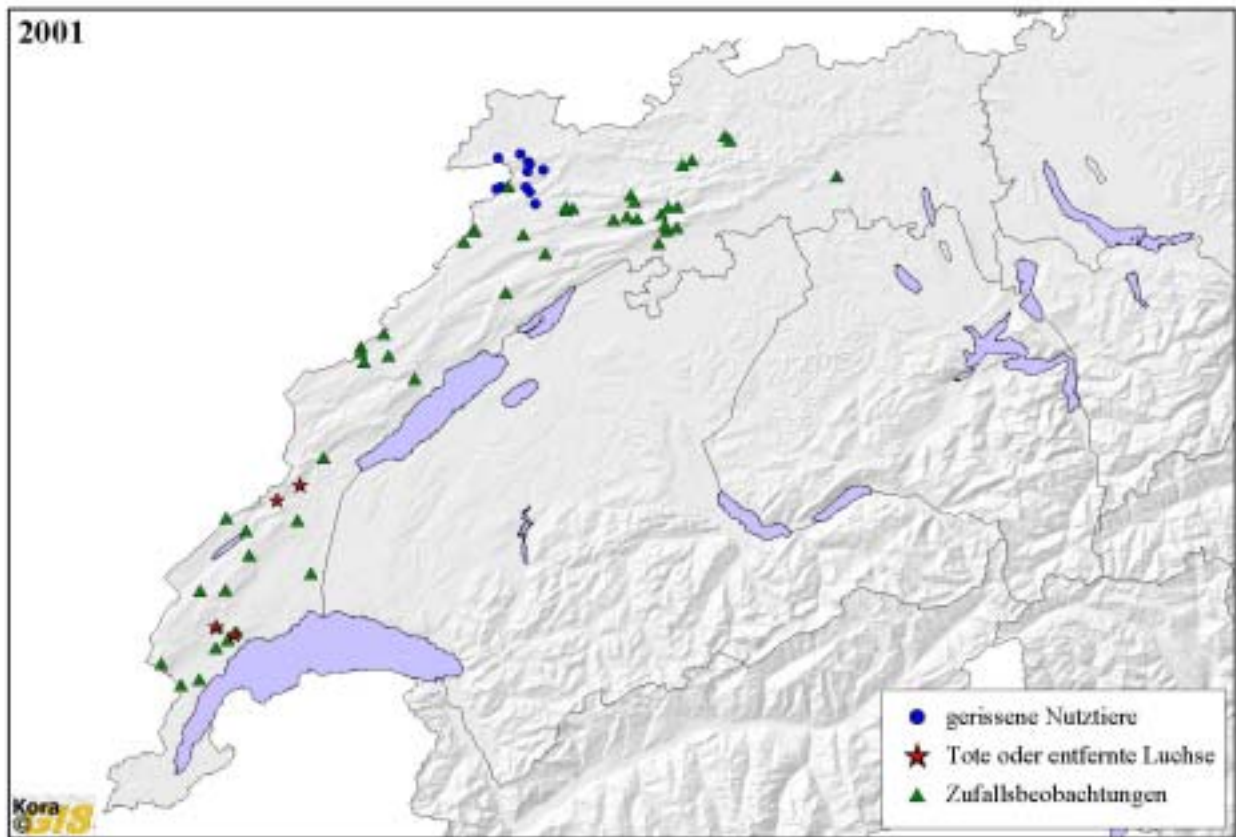 2001
gerissene Nutztiere
Tote oder entfernte Luchse
Zufallsbeobachtungen
Kora
© GIS